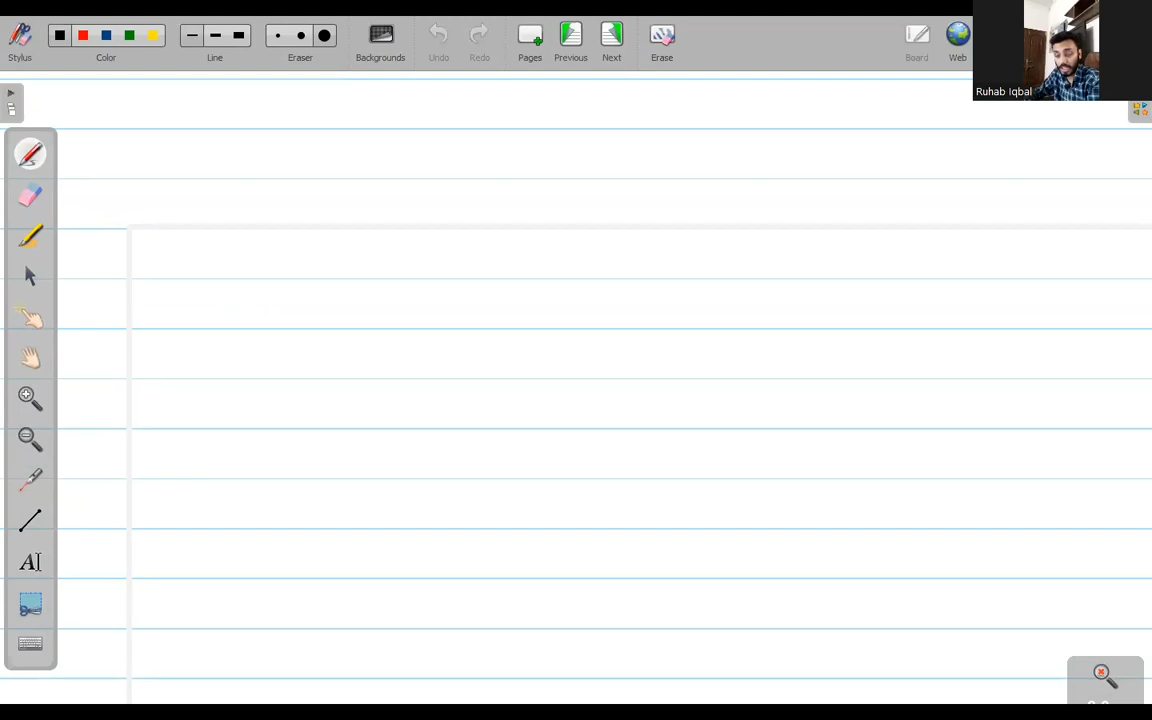 Stylus
Color
Line
Eraser
Backgrounds
Undo
Redo
Pages
Previous
Next
Erase
Board
Web
Ruhab Iqbal